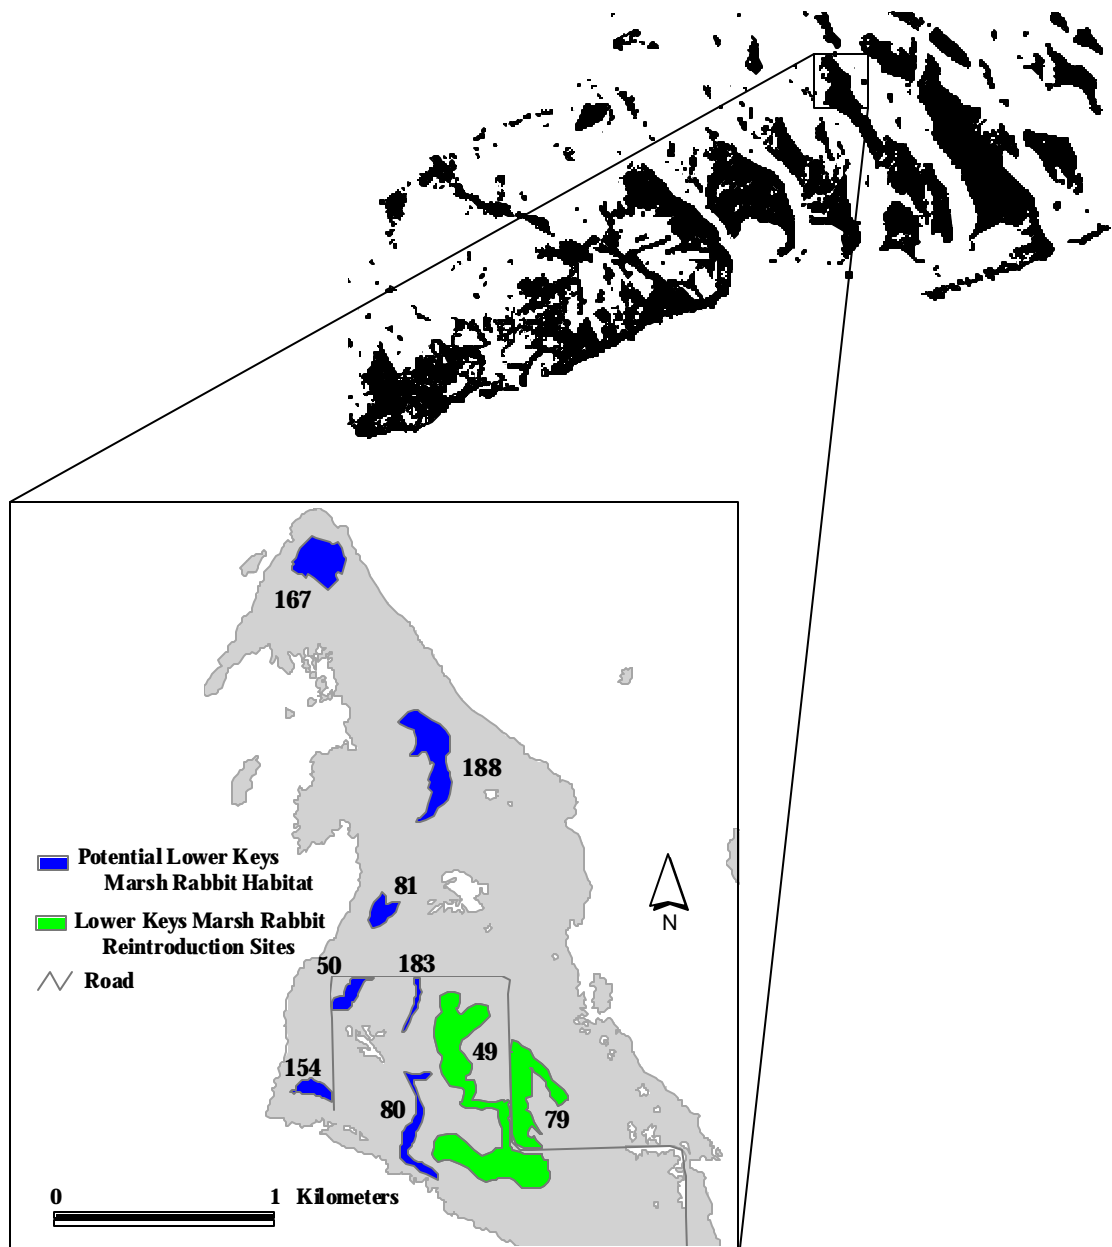 167
188
Potential Lower Keys
Marsh Rabbit Habitat
81
Lower Keys Marsh Rabbit
Reintroduction Sites
50
183
Road
N
49
154
80
79
0 1 Kilometers